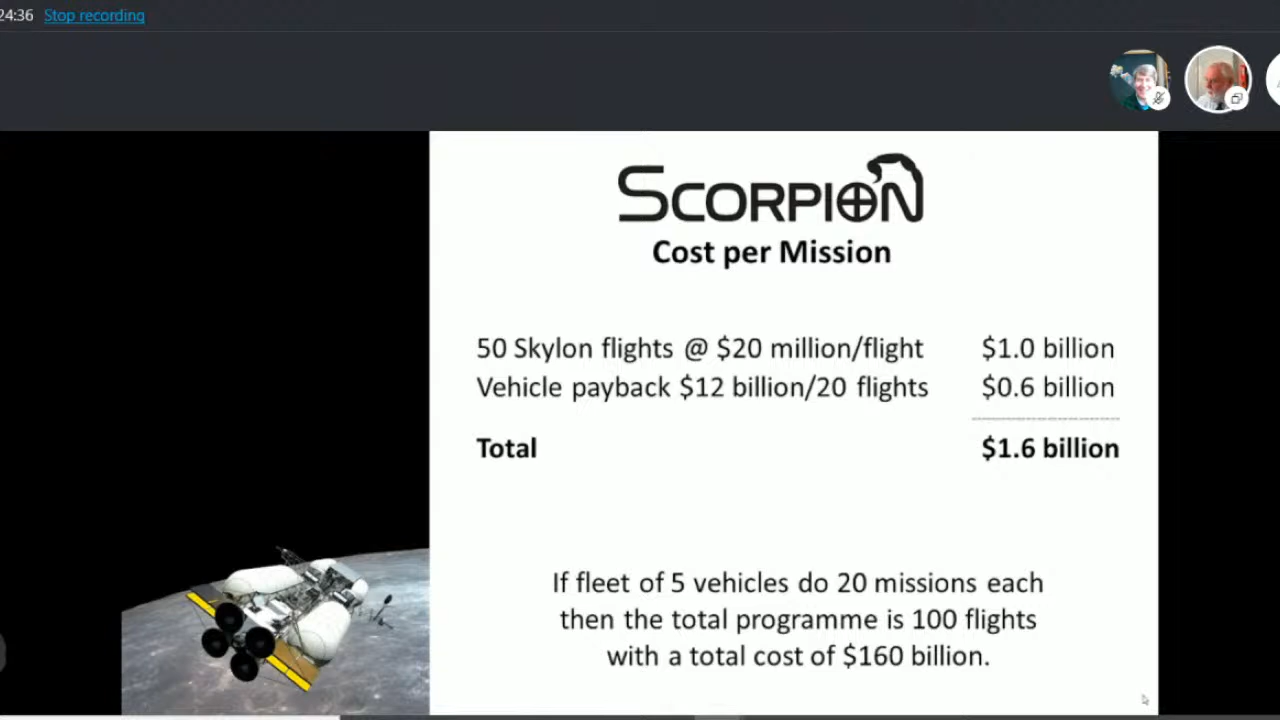 24:36 Stop recording
SCORPION
Cost per Mission
50 Skylon flights @ $20 million/flight $1.0 billion
Vehicle payback $12 billion/20 flights $0.6 billion
Total $1.6 billion
If fleet of 5 vehicles do 20 missions each
then the total programme is 100 flights
with a total cost of $160 billion.